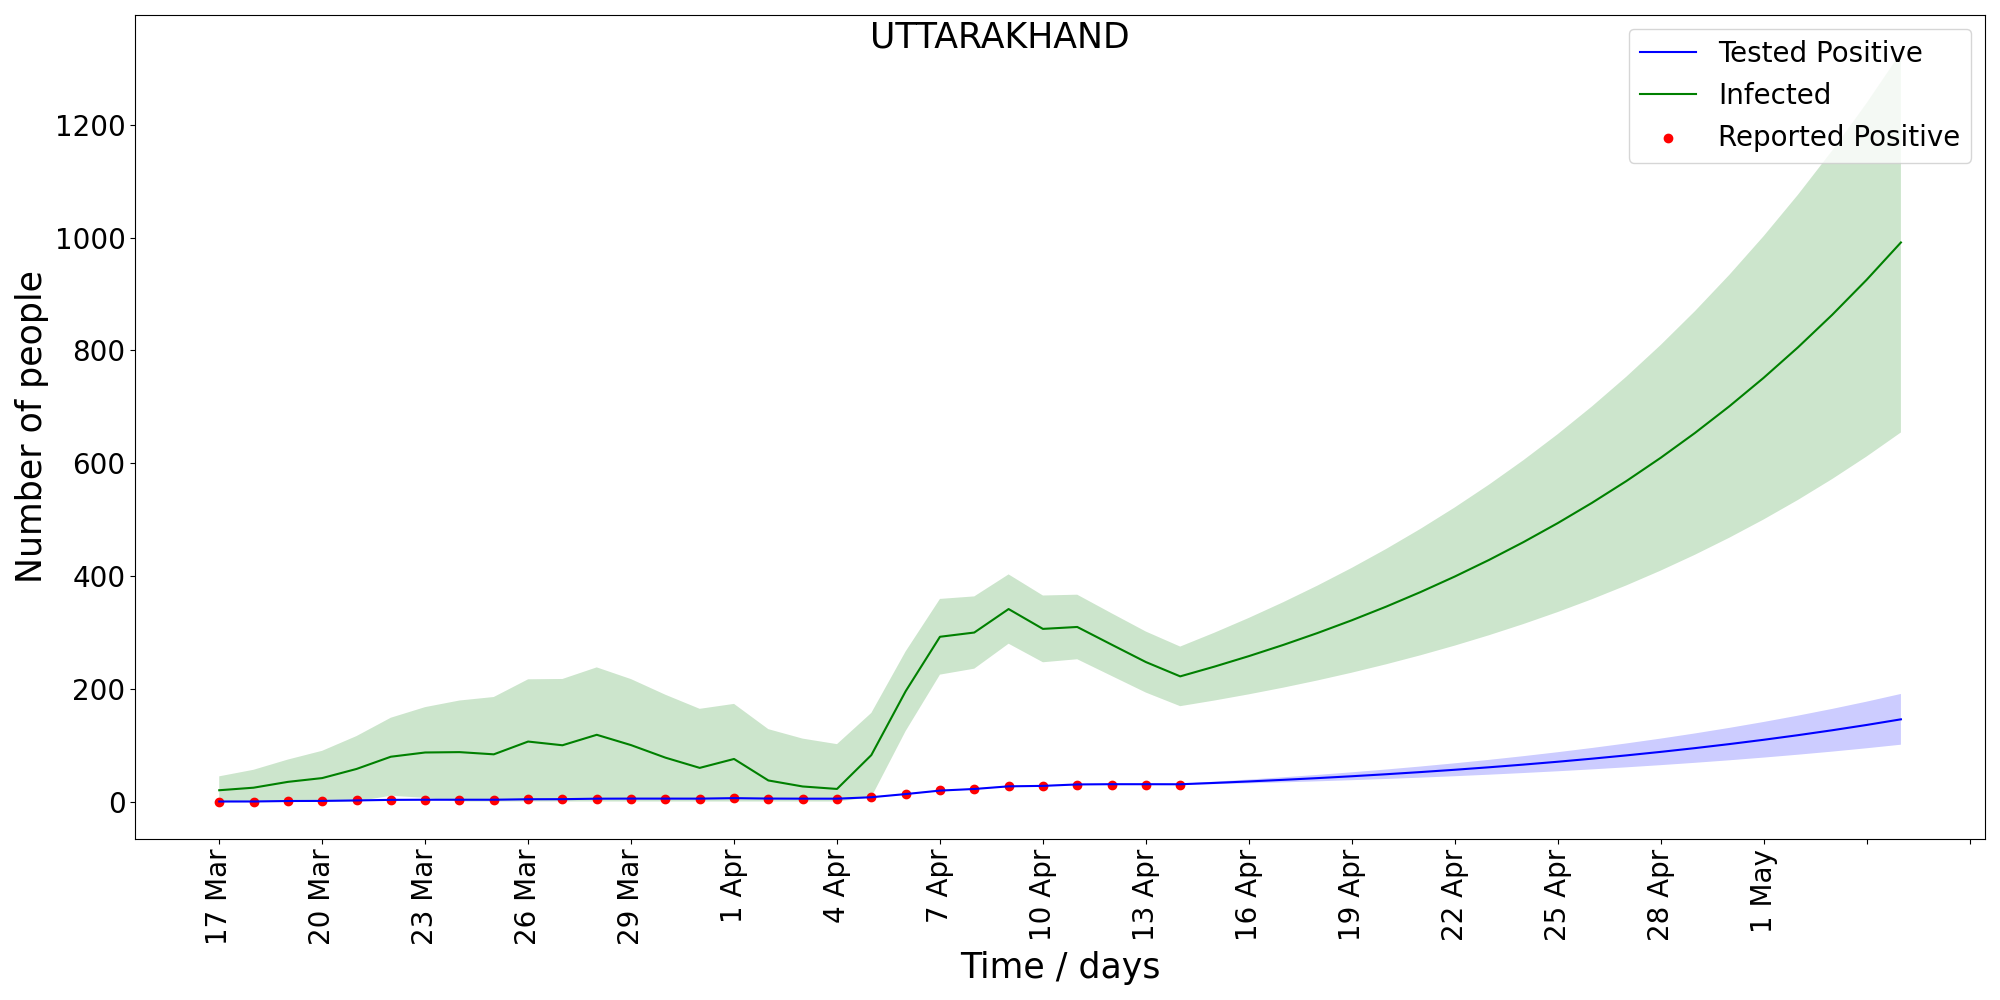 UTTARAKHAND
Tested Positive
Infected
Reported Positive
Number of people
1200
1000
800
600
400
200
0
17 Mar
20 Mar
23 Mar
26 Mar
29 Mar
1 Apr
4 Apr
7 Apr
10 Apr
13 Apr
16 Apr
19 Apr
22 Apr
25 Apr
28 Apr
1 May
Time / days